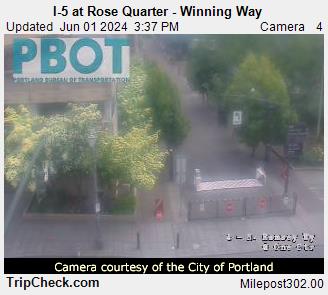 I-5 at Rose Quarter - Winning Way
Updated Jun 01 2024 3:37 PM Camera 4
PBOT
PORTLAND BUREAU OF TRANSPORTATION
Camera courtesy of the City of Portland
TripCheck.com Milepost302.00